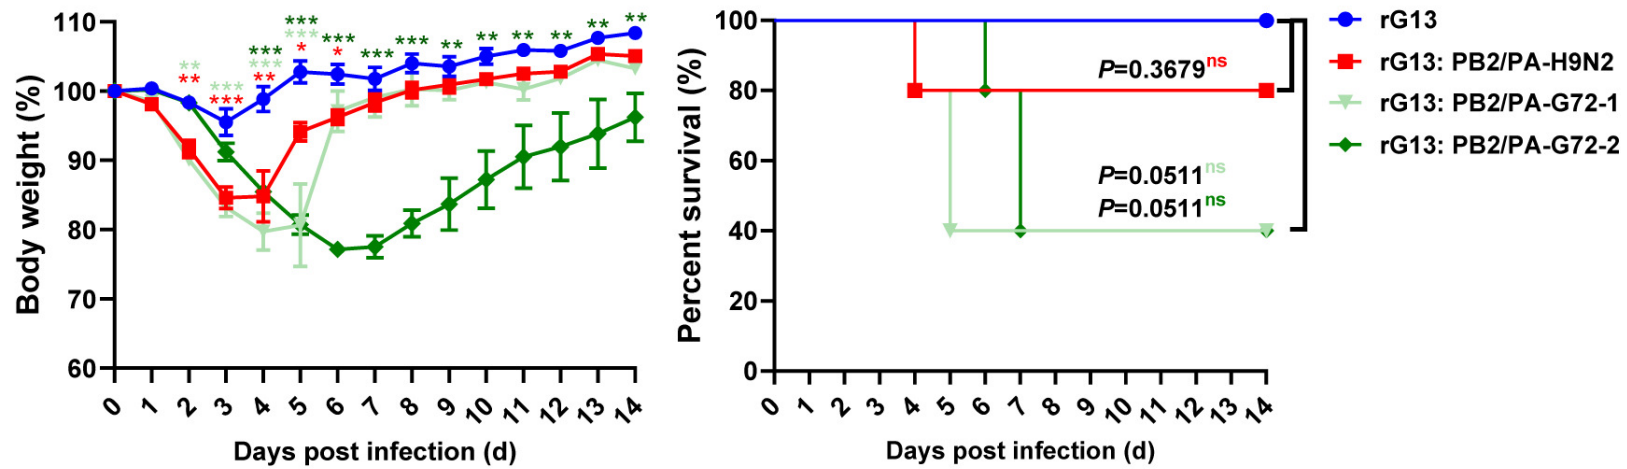 Body weight (%)
110
100
90
80
70
60
** ** 
*** *** 
*** *** ** 
*** *** * 
*** * 
*** 
*** 
** 
** 
** 
** 
** 
**
0 1 2 3 4 5 6 7 8 9 10 11 12 13 14
Days post infection (d)
Percent survival (%)
100
80
60
40
20
0
P=0.3679ns
P=0.0511ns
P=0.0511ns
0 1 2 3 4 5 6 7 8 9 10 11 12 13 14
Days post infection (d)
rG13
rG13: PB2/PA-H9N2
rG13: PB2/PA-G72-1
rG13: PB2/PA-G72-2